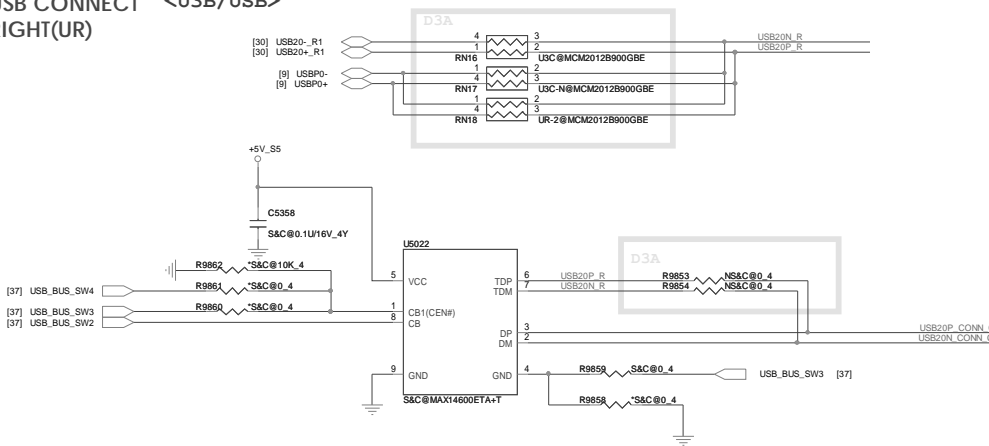 USB CONNECT <U3B/USB>
RIGHT(UR)
D3A
[30] USB20-_R1
[30] USB20+_R1
4
1
3
2
RN16
U3C@MCM2012B900GBE
USB20N_R
USB20P_R
[9] USBP0-
[9] USBP0+
1
4
2
3
RN17
U3C-N@MCM2012B900GBE
1
4
2
3
RN18
UR-2@MCM2012B900GBE
+5V_S5
C5358
S&C@0.1U/16V_4Y
R9862
*S&C@10K_4
[37] USB_BUS_SW4
R9861
*S&C@0_4
[37] USB_BUS_SW3
R9860
*S&C@0_4
[37] USB_BUS_SW2
U5022
5
VCC
1
CB1(CEN#)
8
CB
9
GND
TDP
6
TDM
7
DP
3
DM
2
GND
4
S&C@MAX14600ETA+T
D3A
USB20P_R
R9853
NS&C@0_4
USB20N_R
R9854
NS&C@0_4
USB20P_CONN_
USB20N_CONN_
R9859
S&C@0_4
USB_BUS_SW3 [37]
R9858
*S&C@0_4